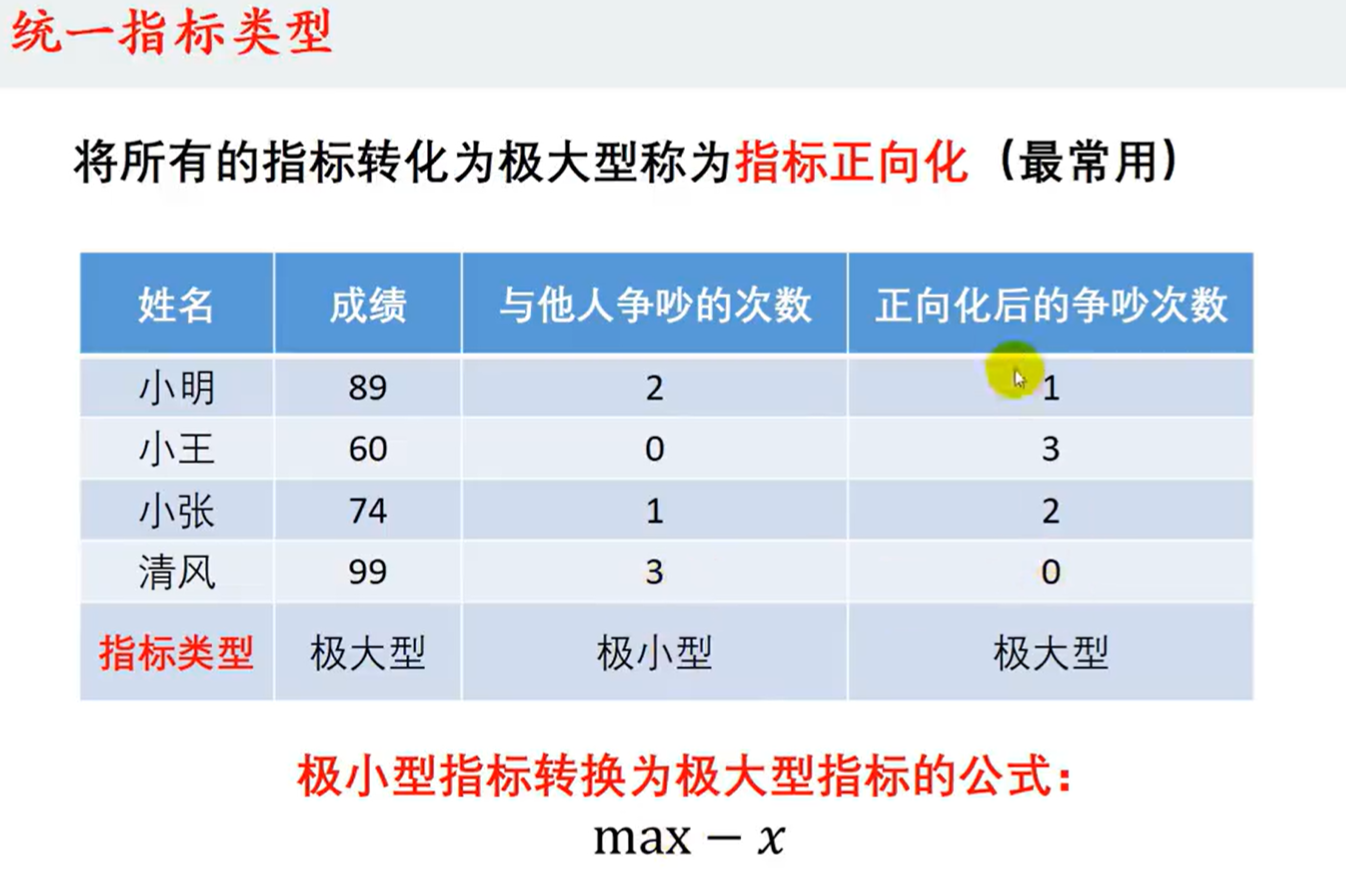 统一指标类型
将所有的指标转化为极大型称为指标正向化（最常用）
姓名 成绩 与他人争吵的次数 正向化后的争吵次数
小明 89 2 1
小王 60 0 3
小张 74 1 2
清风 99 3 0
指标类型 极大型 极小型 极大型
极小型指标转换为极大型指标的公式：
max − x